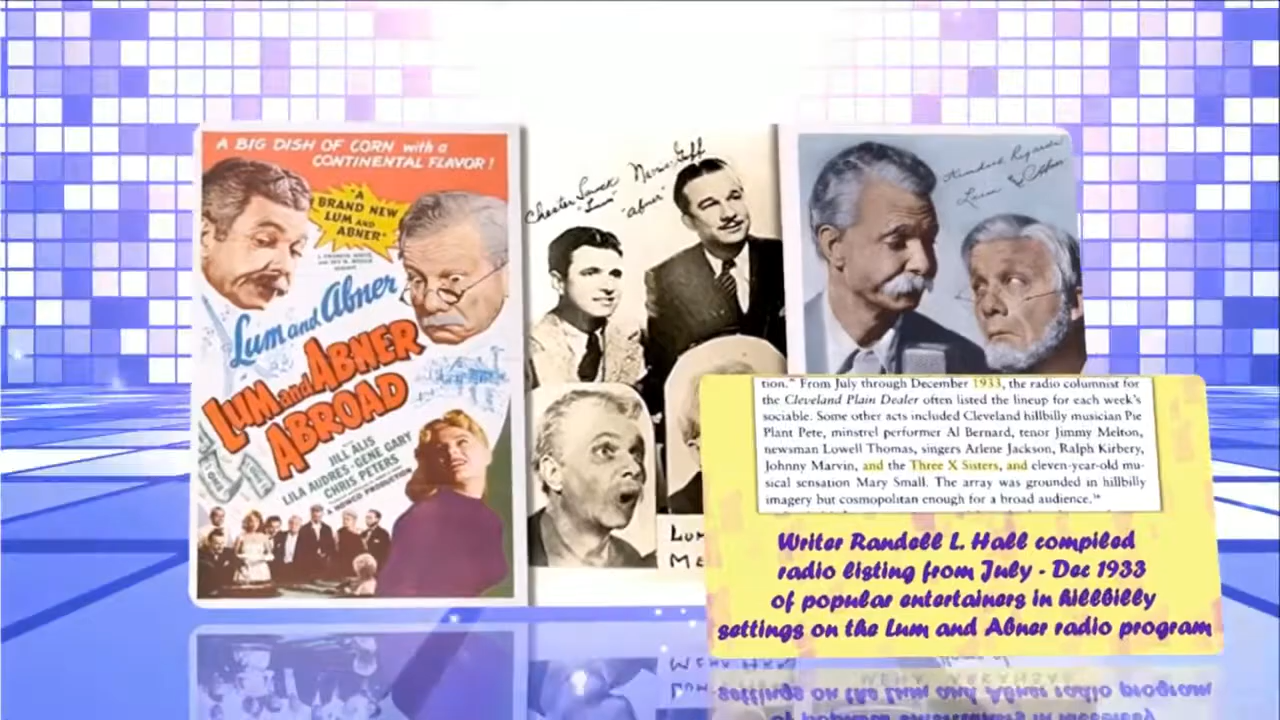 A BIG DISH OF CORN with a
CONTINENTAL FLAVOR!
"A
BRAND NEW
LUM AND
ABNER"
Lum and Abner
LUM and ABNER
ABROAD
JILL ALIS
LILA AUDRES · GENE GARY
CHRIS PETERS
A NASCO PRODUCTION
"Lum"
"Abner"
LUM
ME
Kindest Regards
tion." From July through December 1933, the radio columnist for
the Cleveland Plain Dealer often listed the lineup for each week's
sociable. Some other acts included Cleveland hillbilly musician Pie
Plant Pete, minstrel performer Al Bernard, tenor Jimmy Melton,
newsman Lowell Thomas, singers Arlene Jackson, Ralph Kirbery,
Johnny Marvin, and the Three X Sisters, and eleven-year-old mu-
sical sensation Mary Small. The array was grounded in hillbilly
imagery but cosmopolitan enough for a broad audience.
Writer Randell L. Hall compiled
radio listing from July - Dec 1933
of popular entertainers in hillbilly
settings on the Lum and Abner radio program